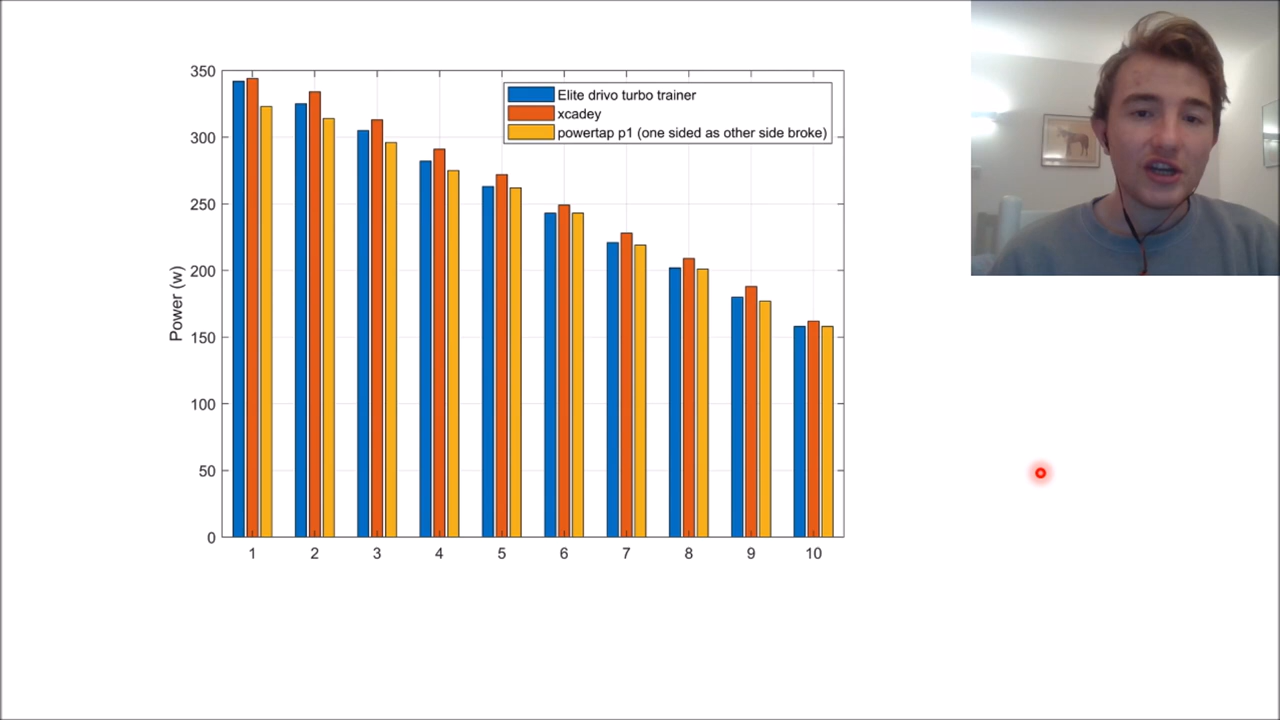 350
300
250
200
150
100
50
0
Power (w)
Elite drivo turbo trainer
xcadey
powertap p1 (one sided as other side broke)
1 2 3 4 5 6 7 8 9 10